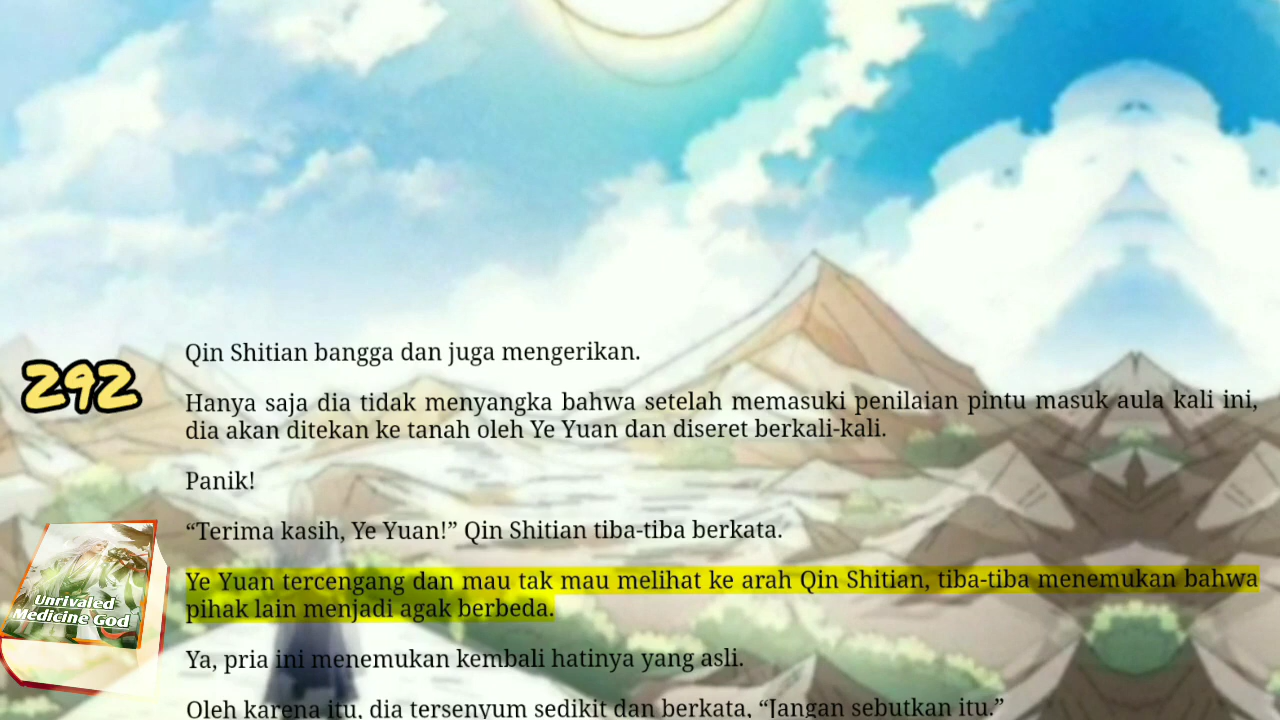 Qin Shitian bangga dan juga mengerikan.
292
Hanya saja dia tidak menyangka bahwa setelah memasuki penilaian pintu masuk aula kali ini,
dia akan ditekan ke tanah oleh Ye Yuan dan diseret berkali-kali.
Panik!
“Terima kasih, Ye Yuan!” Qin Shitian tiba-tiba berkata.
Ye Yuan tercengang dan mau tak mau melihat ke arah Qin Shitian, tiba-tiba menemukan bahwa
pihak lain menjadi agak berbeda.
Unrivaled
Medicine God
Ya, pria ini menemukan kembali hatinya yang asli.
Oleh karena itu, dia tersenyum sedikit dan berkata, “Jangan sebutkan itu.”